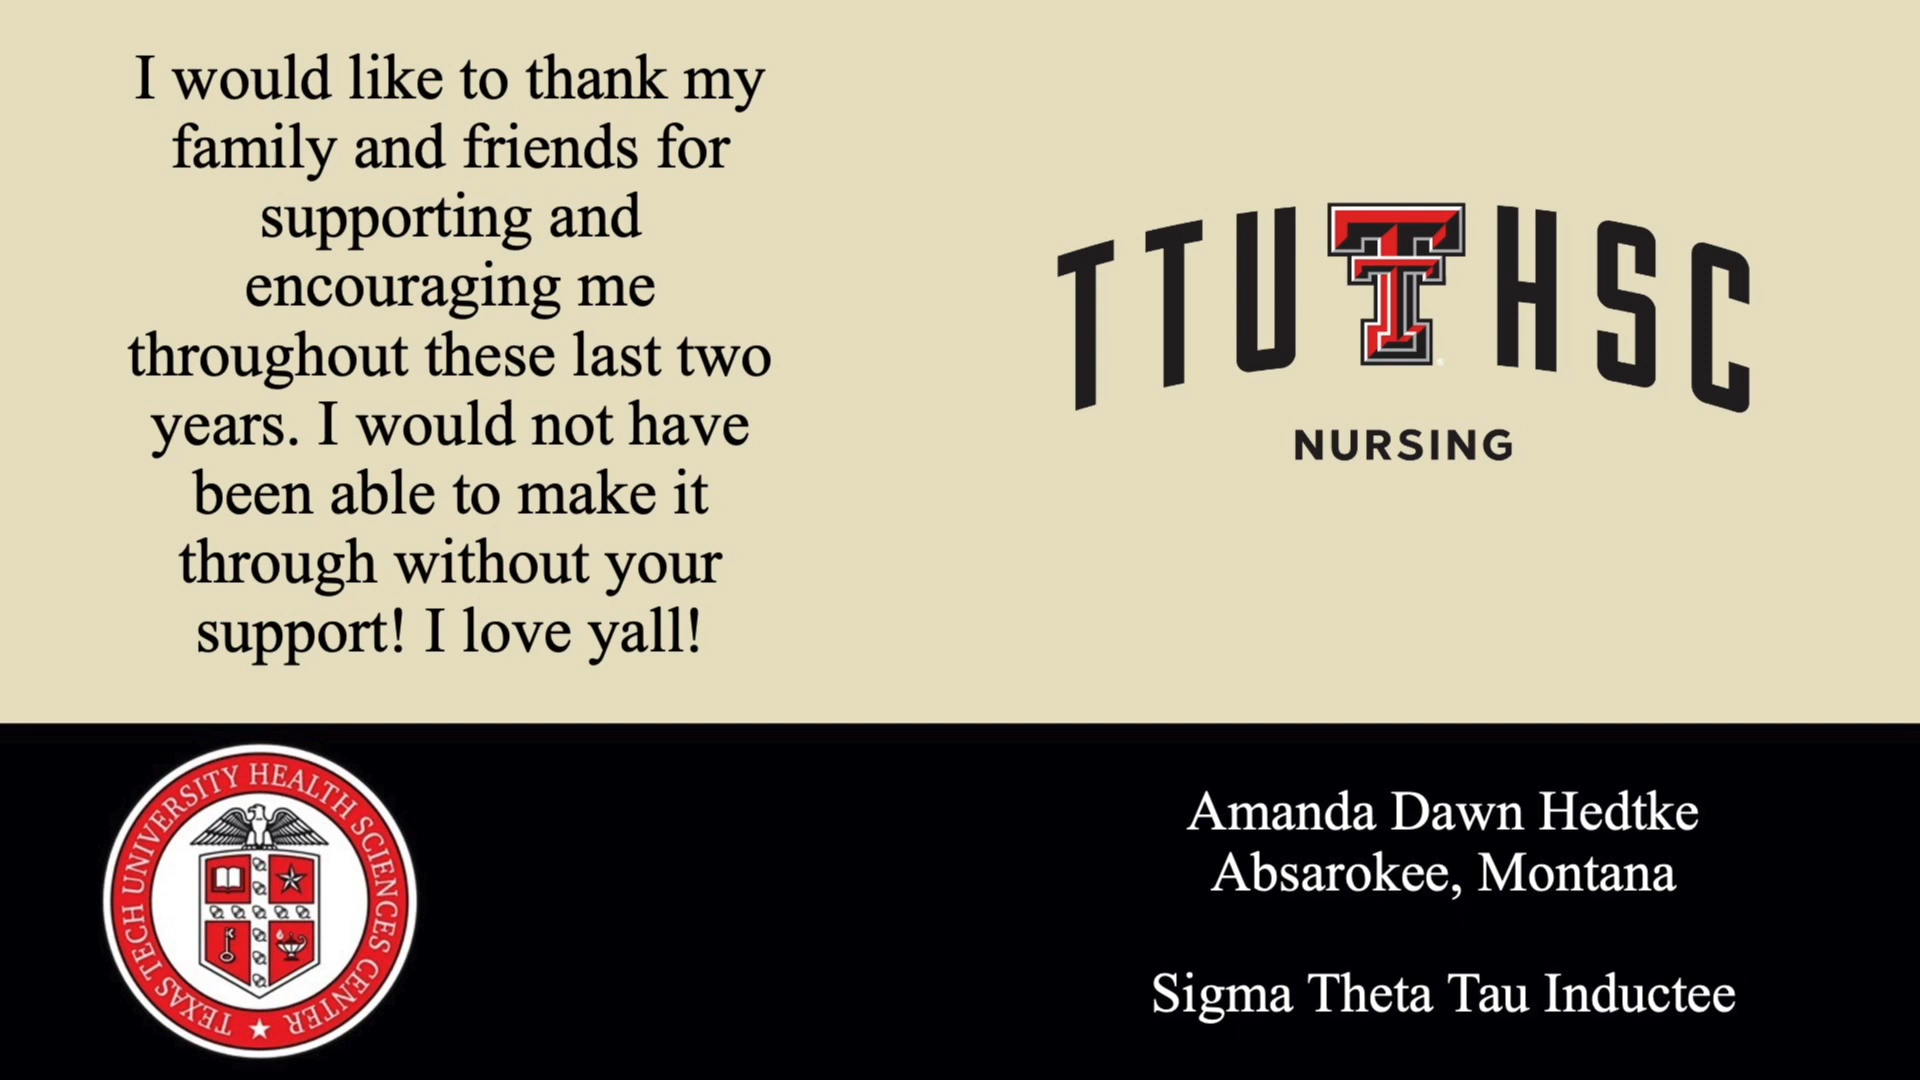 I would like to thank my
family and friends for
supporting and
encouraging me
throughout these last two
years. I would not have
been able to make it
through without your
support! I love yall!
TTU HSC
NURSING
TEXAS TECH UNIVERSITY HEALTH SCIENCES CENTER
Amanda Dawn Hedtke
Absarokee, Montana
Sigma Theta Tau Inductee